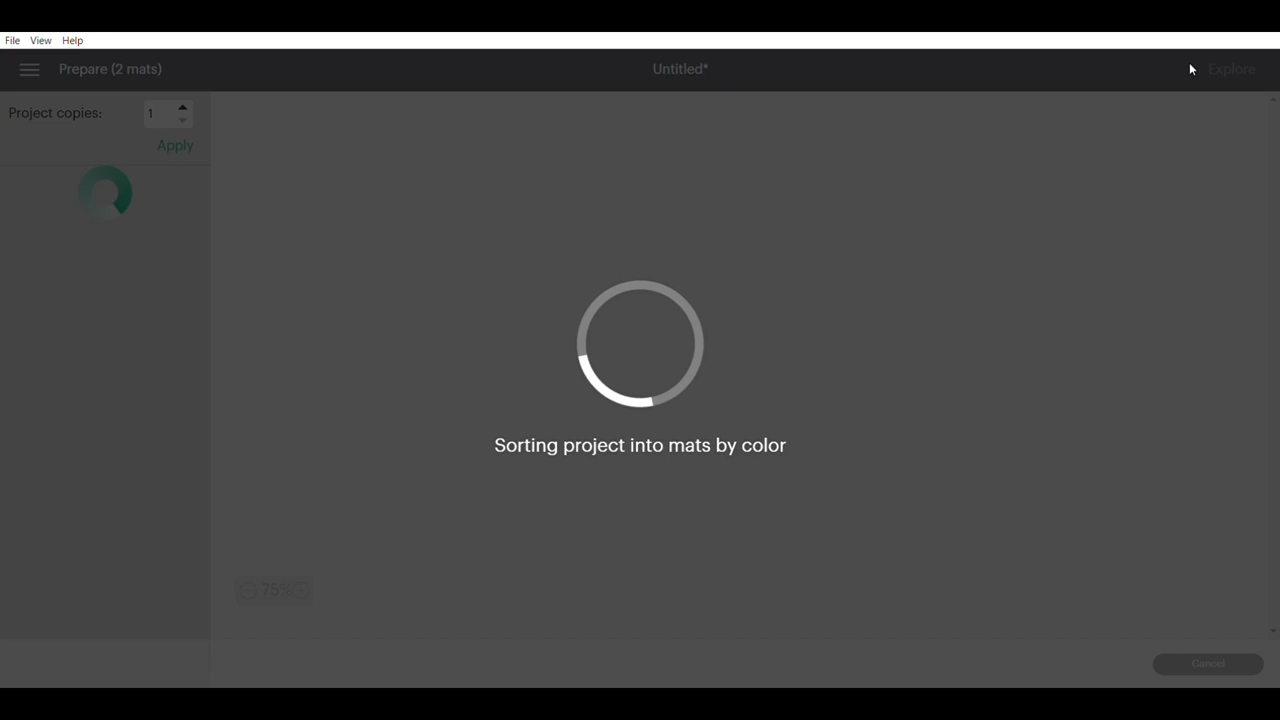 File View Help
Prepare (2 mats) Untitled* Explore
Project copies: 1
Apply
Sorting project into mats by color
75%
Cancel